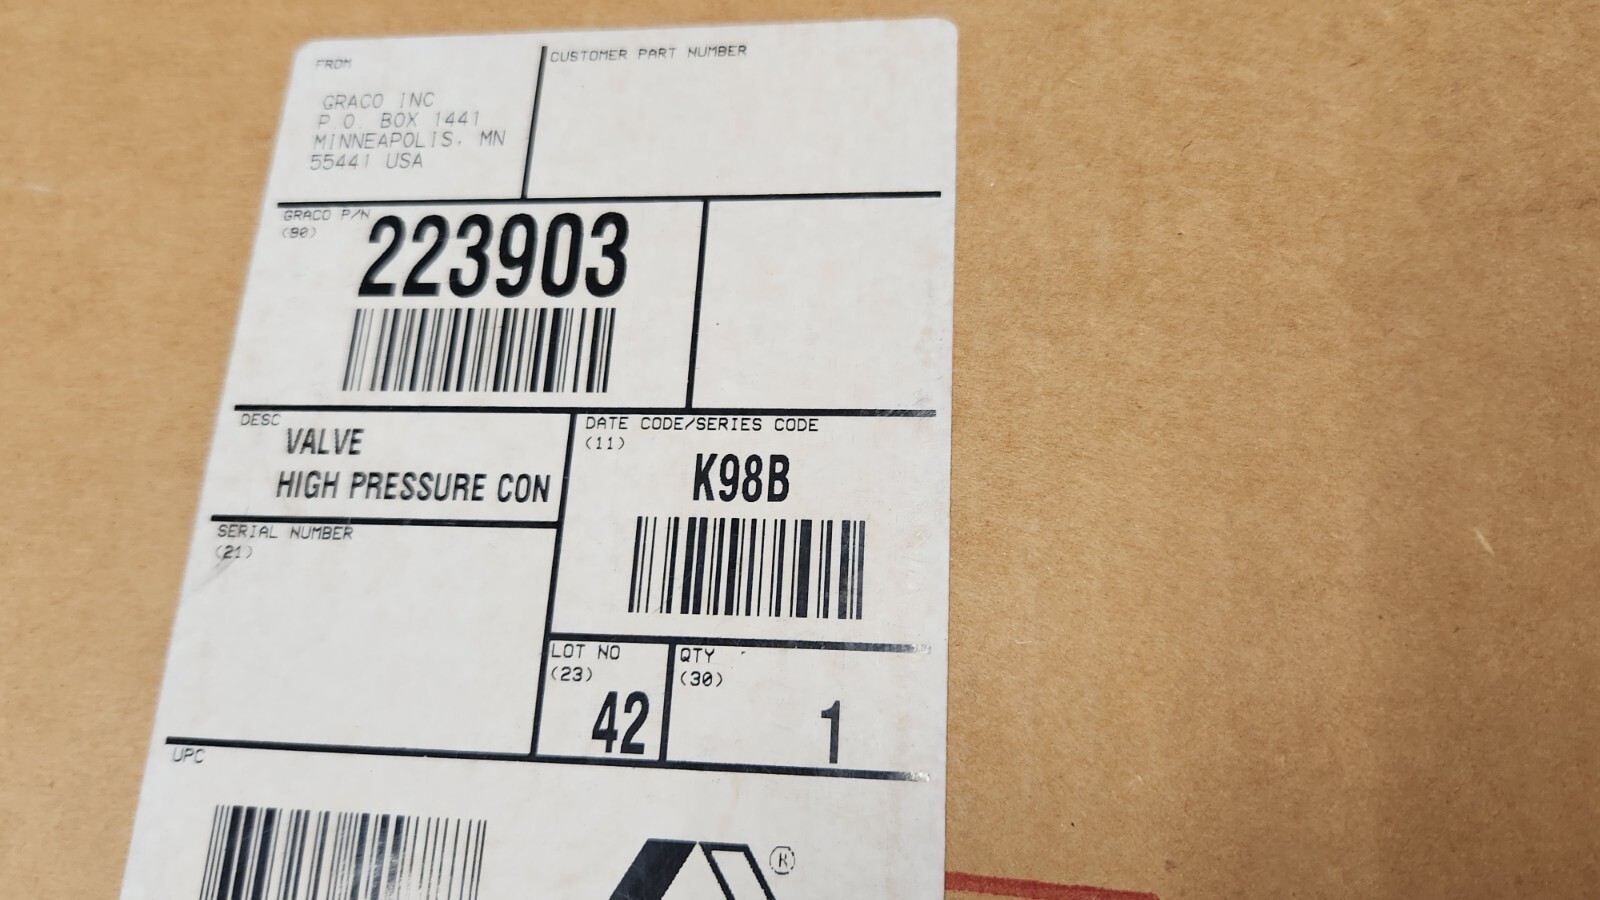 FROM
GRACO INC
P.O. BOX 1441
MINNEAPOLIS, MN
55441 USA
CUSTOMER PART NUMBER
GRACO P/N
(90)
223903
DESC
VALVE
HIGH PRESSURE CON
DATE CODE/SERIES CODE
(11)
K98B
SERIAL NUMBER
(21)
LOT NO
(23)
42
QTY
(30)
1
UPC
®